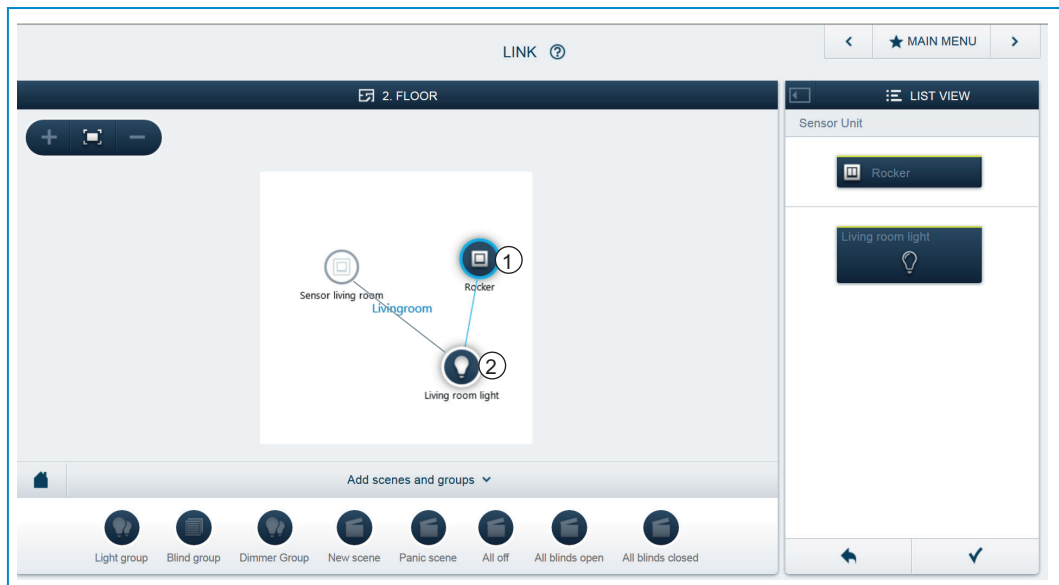 LINK ?
MAIN MENU
2. FLOOR
LIST VIEW
Sensor Unit
Rocker
Living room light
1
Sensor living room
Rocker
Livingroom
2
Living room light
Add scenes and groups
Light group
Blind group
Dimmer Group
New scene
Panic scene
All off
All blinds open
All blinds closed